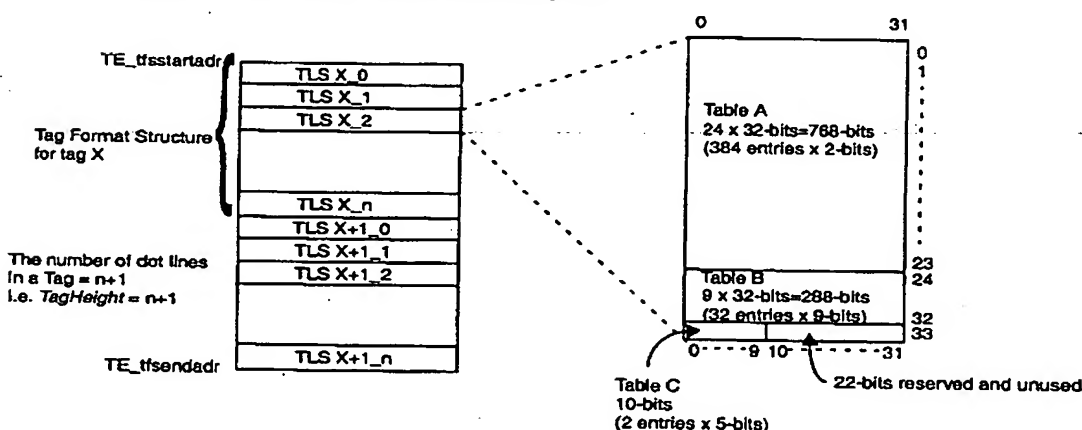 TE_tfsstartadr
TLS X_0
TLS X_1
TLS X_2
Tag Format Structure
for tag X
TLS X_n
TLS X+1_0
TLS X+1_1
TLS X+1_2
The number of dot lines
in a Tag = n+1
i.e. TagHeight = n+1
TLS X+1_n
TE_tfsendadr
0 31
0
1
Table A
24 x 32-bits=768-bits
(384 entries x 2-bits)
23
24
Table B
9 x 32-bits=288-bits
(32 entries x 9-bits)
32
33
0 9 10 31
Table C
10-bits
(2 entries x 5-bits)
22-bits reserved and unused